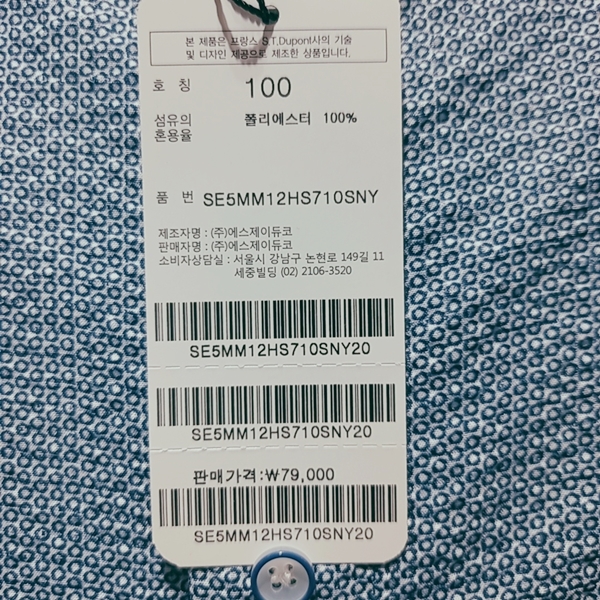 본 제품은 프랑스 S.T.Dupont사의 기술
및 디자인 제공으로 제조한 상품입니다.
호 칭 100
섬유의 폴리에스터 100%
혼용율
품 번 SE5MM12HS710SNY
제조자명 : (주)에스제이듀코
판매자명 : (주)에스제이듀코
소비자상담실 : 서울시 강남구 논현로 149길 11
세중빌딩 (02) 2106-3520
SE5MM12HS710SNY20
SE5MM12HS710SNY20
판매가격:₩79,000
SE5MM12HS710SNY20